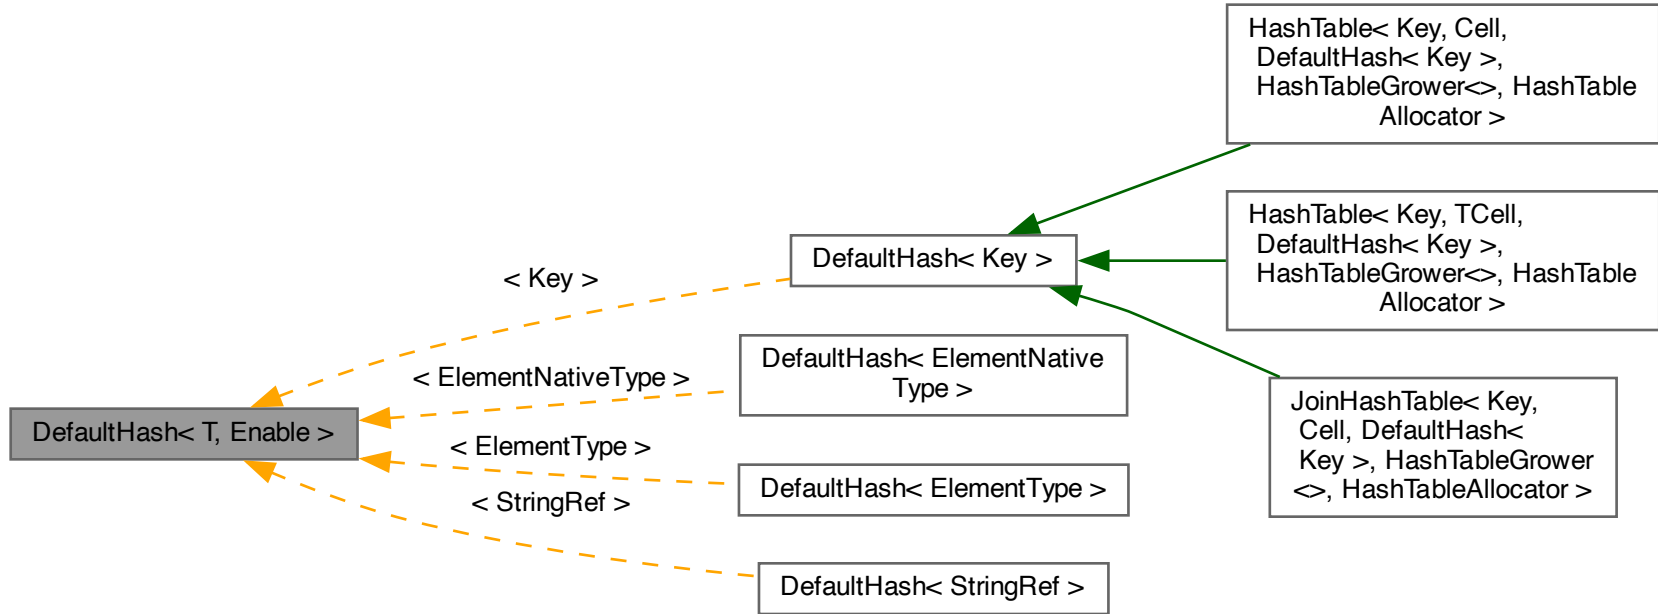 HashTable< Key, Cell,
DefaultHash< Key >,
HashTableGrower<>, HashTable
Allocator >
HashTable< Key, TCell,
DefaultHash< Key >,
HashTableGrower<>, HashTable
Allocator >
DefaultHash< Key >
< Key >
DefaultHash< ElementNative
Type >
< ElementNativeType >
JoinHashTable< Key,
Cell, DefaultHash<
Key >, HashTableGrower
<>, HashTableAllocator >
DefaultHash< T, Enable >
< ElementType >
DefaultHash< ElementType >
< StringRef >
DefaultHash< StringRef >